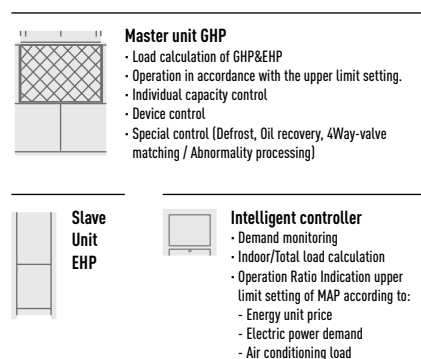 Master unit GHP
· Load calculation of GHP&EHP
· Operation in accordance with the upper limit setting.
· Individual capacity control
· Device control
· Special control (Defrost, Oil recovery, 4Way-valve
matching / Abnormality processing)
Slave
Unit
EHP
Intelligent controller
· Demand monitoring
· Indoor/Total load calculation
· Operation Ratio Indication upper
limit setting of MAP according to:
- Energy unit price
- Electric power demand
- Air conditioning load